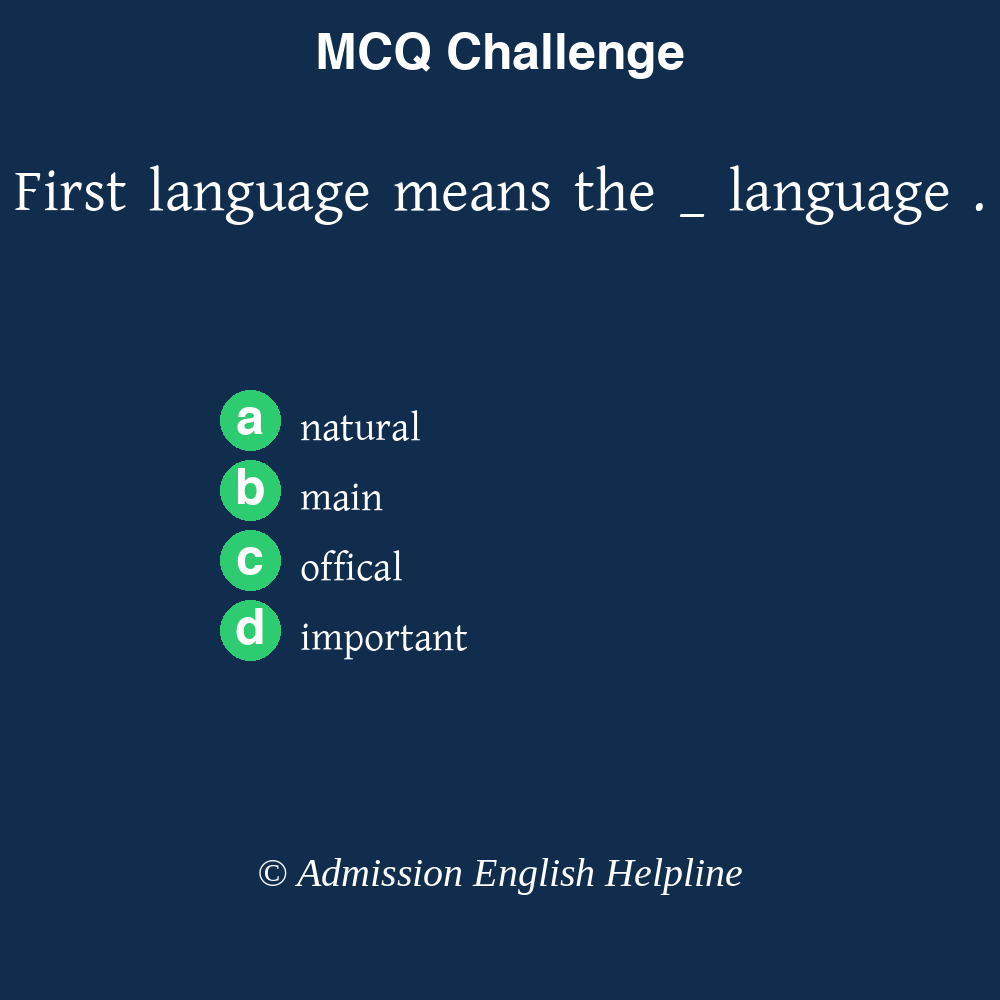 MCQ Challenge
First language means the _ language .
a natural
b main
c offical
d important
© Admission English Helpline